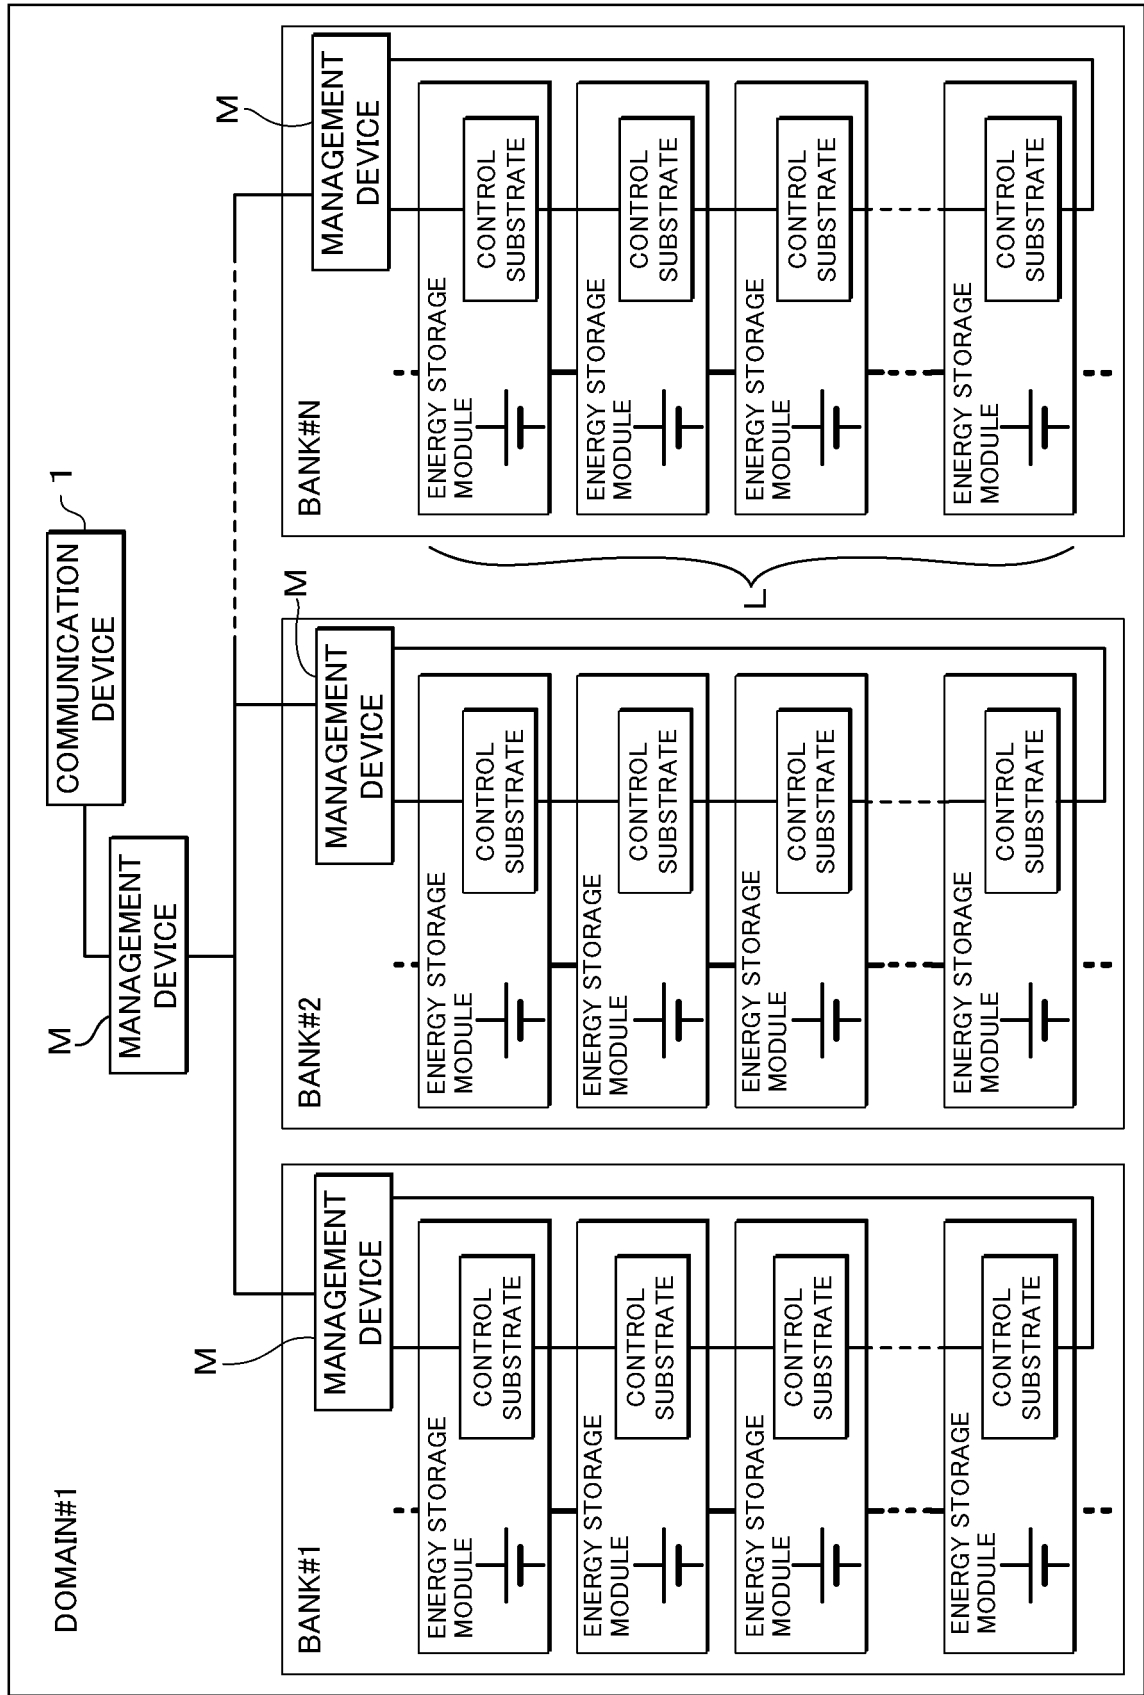 DOMAIN#1
COMMUNICATION
DEVICE
1
M
MANAGEMENT
DEVICE
BANK#1
M
MANAGEMENT
DEVICE
ENERGY STORAGE
MODULE
CONTROL
SUBSTRATE
ENERGY STORAGE
MODULE
CONTROL
SUBSTRATE
ENERGY STORAGE
MODULE
CONTROL
SUBSTRATE
ENERGY STORAGE
MODULE
CONTROL
SUBSTRATE
BANK#2
M
MANAGEMENT
DEVICE
ENERGY STORAGE
MODULE
CONTROL
SUBSTRATE
ENERGY STORAGE
MODULE
CONTROL
SUBSTRATE
ENERGY STORAGE
MODULE
CONTROL
SUBSTRATE
ENERGY STORAGE
MODULE
CONTROL
SUBSTRATE
L
BANK#N
M
MANAGEMENT
DEVICE
ENERGY STORAGE
MODULE
CONTROL
SUBSTRATE
ENERGY STORAGE
MODULE
CONTROL
SUBSTRATE
ENERGY STORAGE
MODULE
CONTROL
SUBSTRATE
ENERGY STORAGE
MODULE
CONTROL
SUBSTRATE